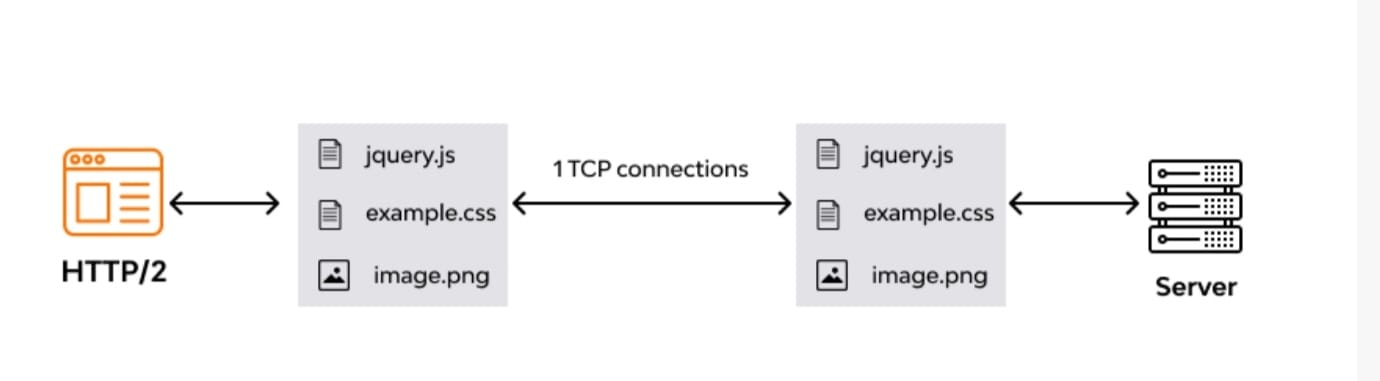 HTTP/2
jquery.js
example.css
image.png
1 TCP connections
jquery.js
example.css
image.png
Server